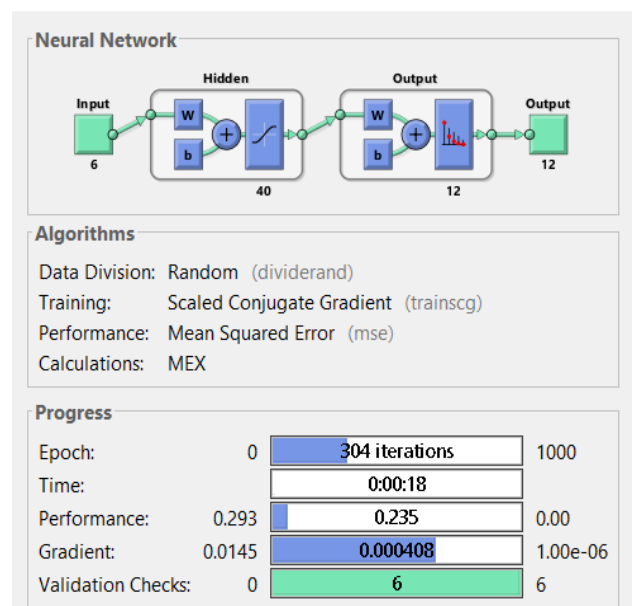 Neural Network
Hidden
Output
Input
Output
W
W
+
+
b
b
6
40
12
12
Algorithms
Data Division: Random (dividerand)
Training: Scaled Conjugate Gradient (trainscg)
Performance: Mean Squared Error (mse)
Calculations: MEX
Progress
Epoch: 0 304 iterations 1000
Time: 0:00:18
Performance: 0.293 0.235 0.00
Gradient: 0.0145 0.000408 1.00e-06
Validation Checks: 0 6 6